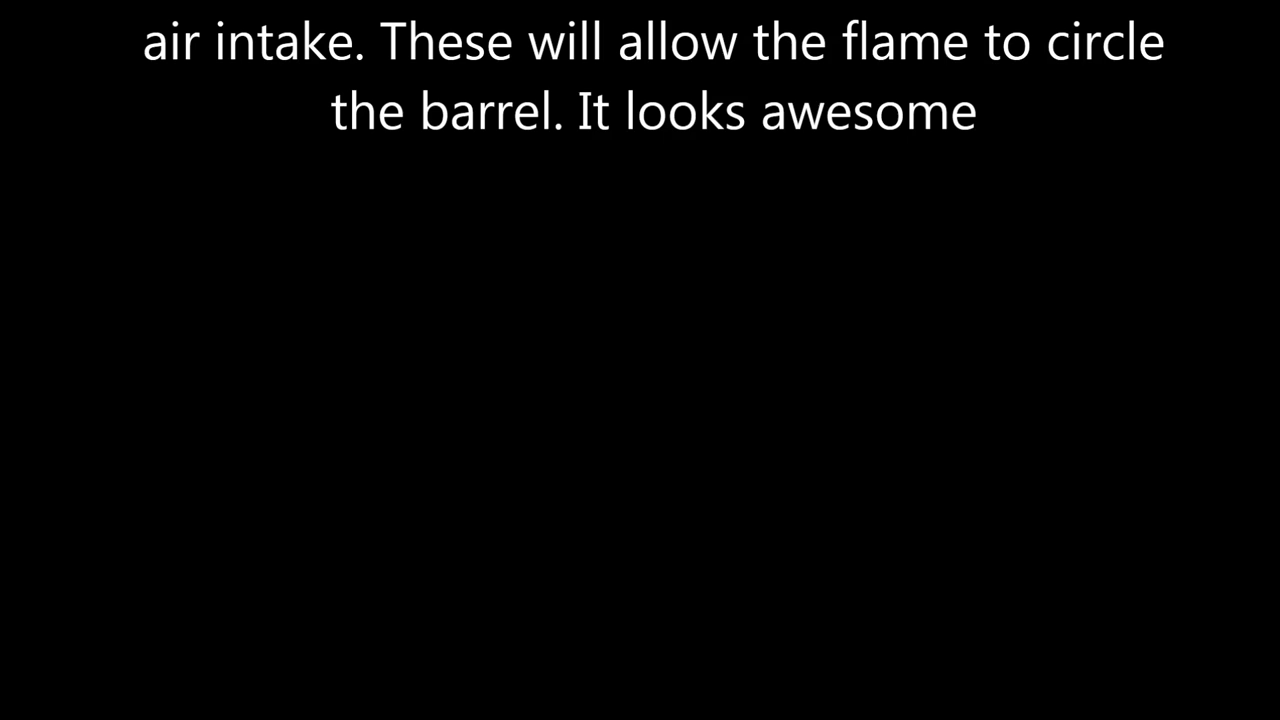 air intake. These will allow the flame to circle
the barrel. It looks awesome